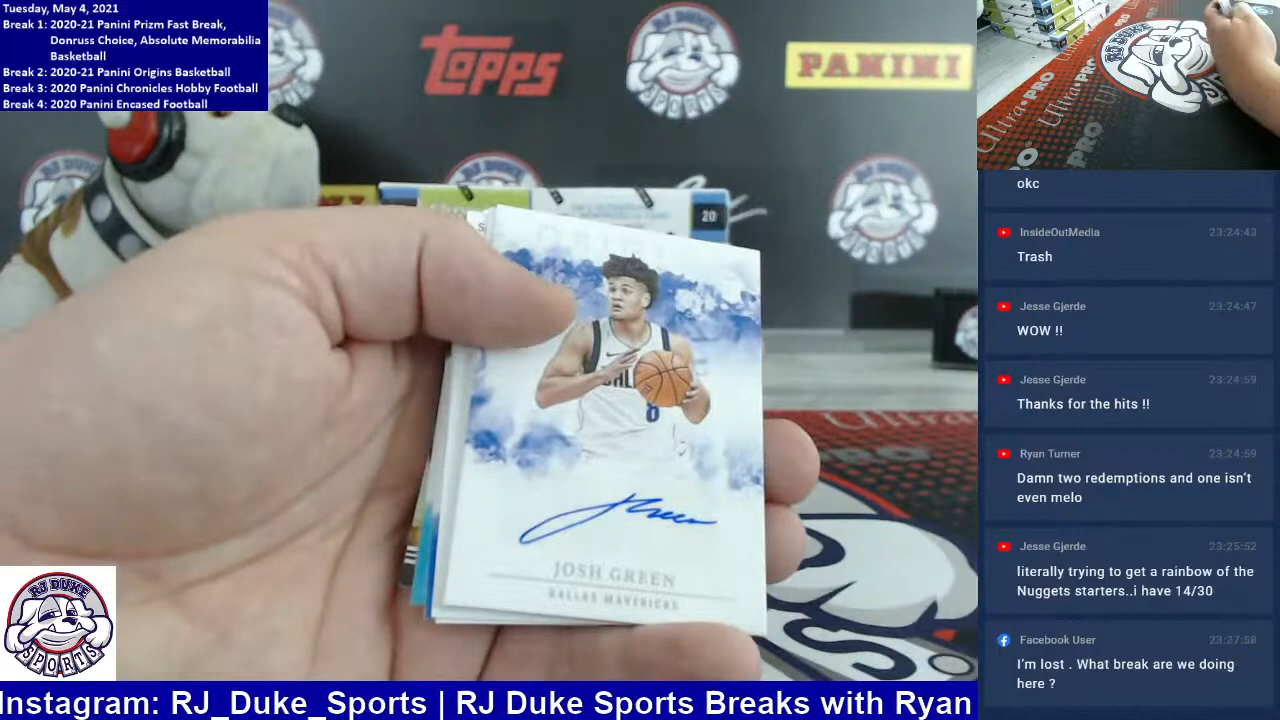 Tuesday, May 4, 2021
Break 1: 2020-21 Panini Prizm Fast Break,
Donruss Choice, Absolute Memorabilia
Basketball
Break 2: 2020-21 Panini Origins Basketball
Break 3: 2020-21 Panini Chronicles Hobby Football
Break 4: 2020 Panini Encased Football
TOPPS
PANINI
20
8
J Green
JOSH GREEN
DALLAS MAVERICKS
RJ DUKE
SPORTS
Ultra PRO
okc
InsideOutMedia 23:24:43
Trash
Jesse Gjerde 23:24:47
WOW !!
Jesse Gjerde 23:24:59
Thanks for the hits !!
Ryan Turner 23:24:59
Damn two redemptions and one isn’t
even melo
Jesse Gjerde 23:25:52
literally trying to get a rainbow of the
Nuggets starters..i have 14/30
Facebook User 23:27:58
I’m lost . What break are we doing
here ?
Instagram: RJ_Duke_Sports | RJ Duke Sports Breaks with Ryan